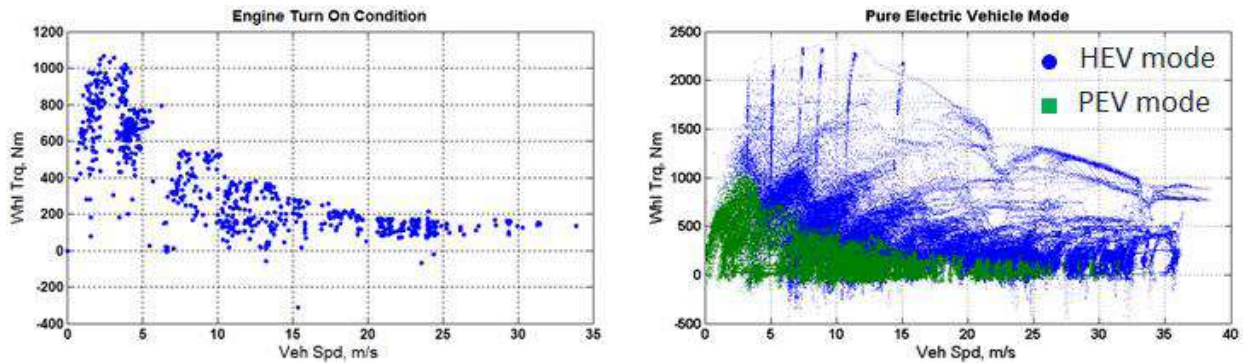 Engine Turn On Condition
1200
1000
800
600
400
200
0
-200
-400
Whl Trq, Nm
0 5 10 15 20 25 30 35
Veh Spd, m/s
Pure Electric Vehicle Mode
2500
2000
1500
1000
500
0
-500
Whl Trq, Nm
0 5 10 15 20 25 30 35 40
Veh Spd, m/s
HEV mode
PEV mode